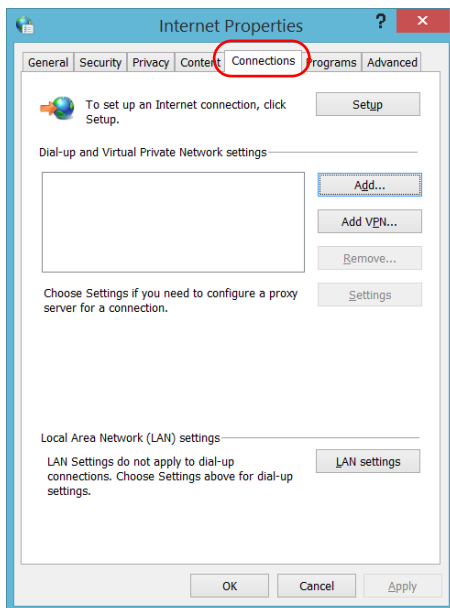 Internet Properties
?
×
General Security Privacy Content Connections Programs Advanced
To set up an Internet connection, click
Setup.
Setup
Dial-up and Virtual Private Network settings
Add...
Add VPN...
Remove...
Choose Settings if you need to configure a proxy
server for a connection.
Settings
Local Area Network (LAN) settings
LAN Settings do not apply to dial-up
connections. Choose Settings above for dial-up
settings.
LAN settings
OK Cancel Apply